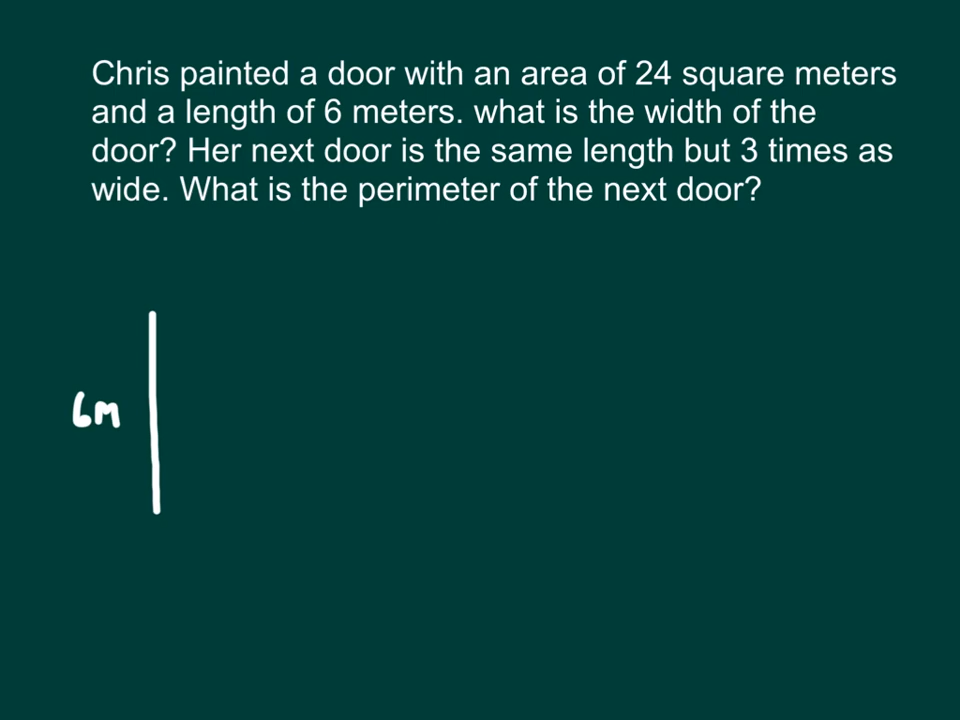 Chris painted a door with an area of 24 square meters
and a length of 6 meters. what is the width of the
door? Her next door is the same length but 3 times as
wide. What is the perimeter of the next door?
6M